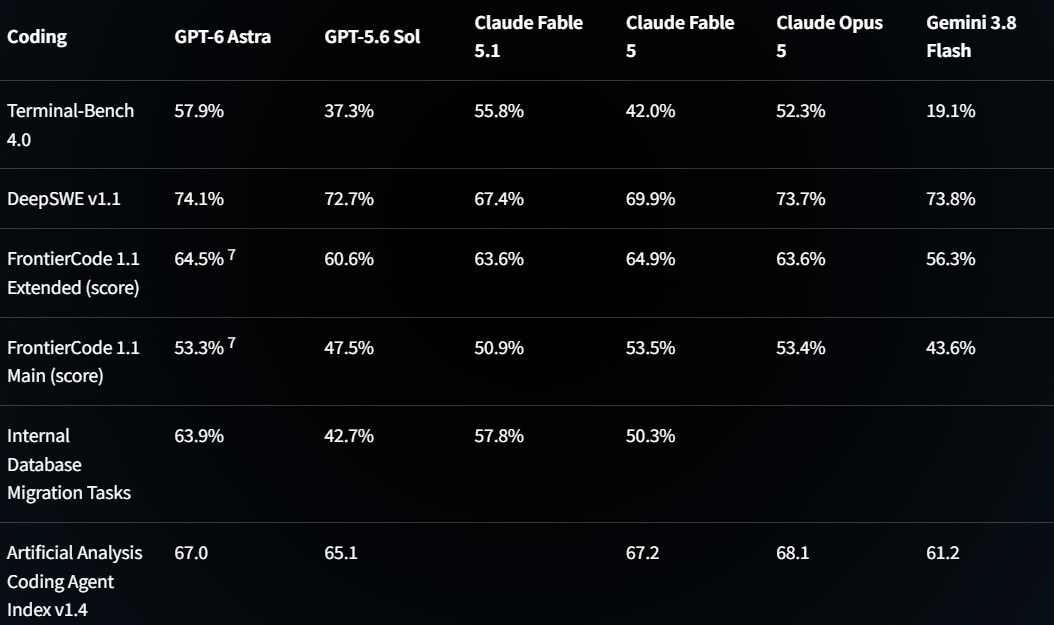 Coding GPT-6 Astra GPT-5.6 Sol Claude Fable 5.1 Claude Fable 5 Claude Opus 5 Gemini 3.8 Flash
Terminal-Bench 4.0 57.9% 37.3% 55.8% 42.0% 52.3% 19.1%
DeepSWE v1.1 74.1% 72.7% 67.4% 69.9% 73.7% 73.8%
FrontierCode 1.1 Extended (score) 64.5% 7 60.6% 63.6% 64.9% 63.6% 56.3%
FrontierCode 1.1 Main (score) 53.3% 7 47.5% 50.9% 53.5% 53.4% 43.6%
Internal Database Migration Tasks 63.9% 42.7% 57.8% 50.3%
Artificial Analysis Coding Agent Index v1.4 67.0 65.1 67.2 68.1 61.2